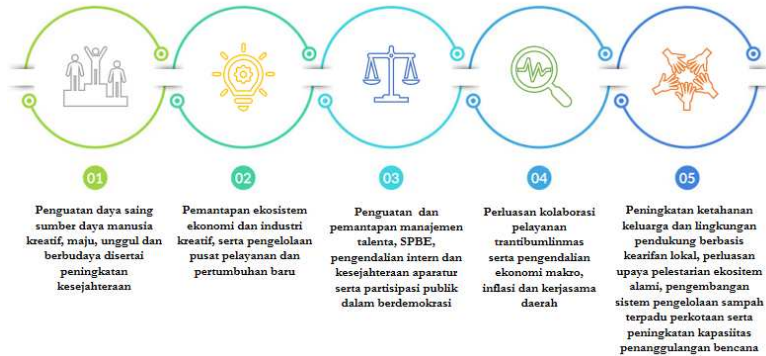 01
Penguatan daya saing
sumber daya manusia
kreatif, maju, unggul dan
berbudaya disertai
peningkatan
kesejahteraan
02
Pemantapan ekosistem
ekonomi dan industri
kreatif, serta pengelolaan
pusat pelayanan dan
pertumbuhan baru
03
Penguatan dan
pemantapan manajemen
talenta, SPBE,
pengendalian intern dan
kesejahteraan aparatur
serta partisipasi publik
dalam berdemokrasi
04
Perluasan kolaborasi
pelayanan
trantibumlinmas
serta pengendalian
ekonomi makro,
inflasi dan kerjasama
daerah
05
Peningkatan ketahanan
keluarga dan lingkungan
pendukung berbasis
kearifan lokal, perluasan
upaya pelestarian ekositem
alami, pengembangan
sistem pengelolaan sampah
terpadu perkotaan serta
peningkatan kapasiitas
penanggulangan bencana